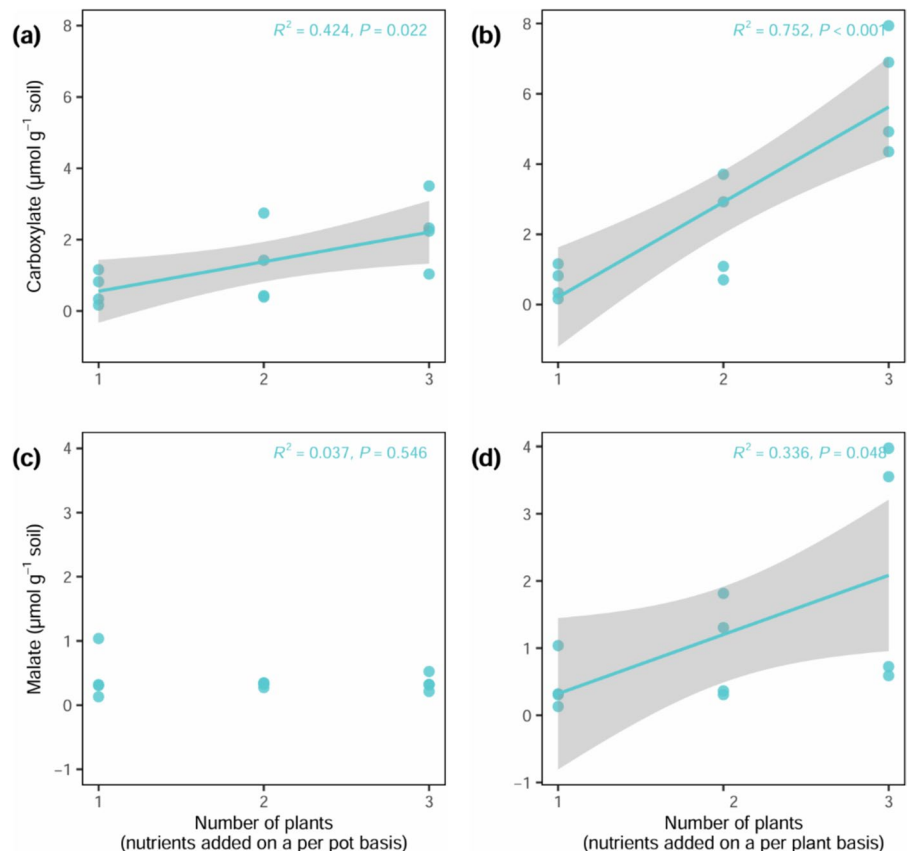 (a)
R² = 0.424, P = 0.022
Carboxylate (µmol g⁻¹ soil)
8
6
4
2
0
1
2
3
(b)
R² = 0.752, P < 0.001
8
6
4
2
0
1
2
3
(c)
R² = 0.037, P = 0.546
Malate (µmol g⁻¹ soil)
4
3
2
1
0
−1
1
2
3
Number of plants
(nutrients added on a per pot basis)
(d)
R² = 0.336, P = 0.048
4
3
2
1
0
−1
1
2
3
Number of plants
(nutrients added on a per plant basis)